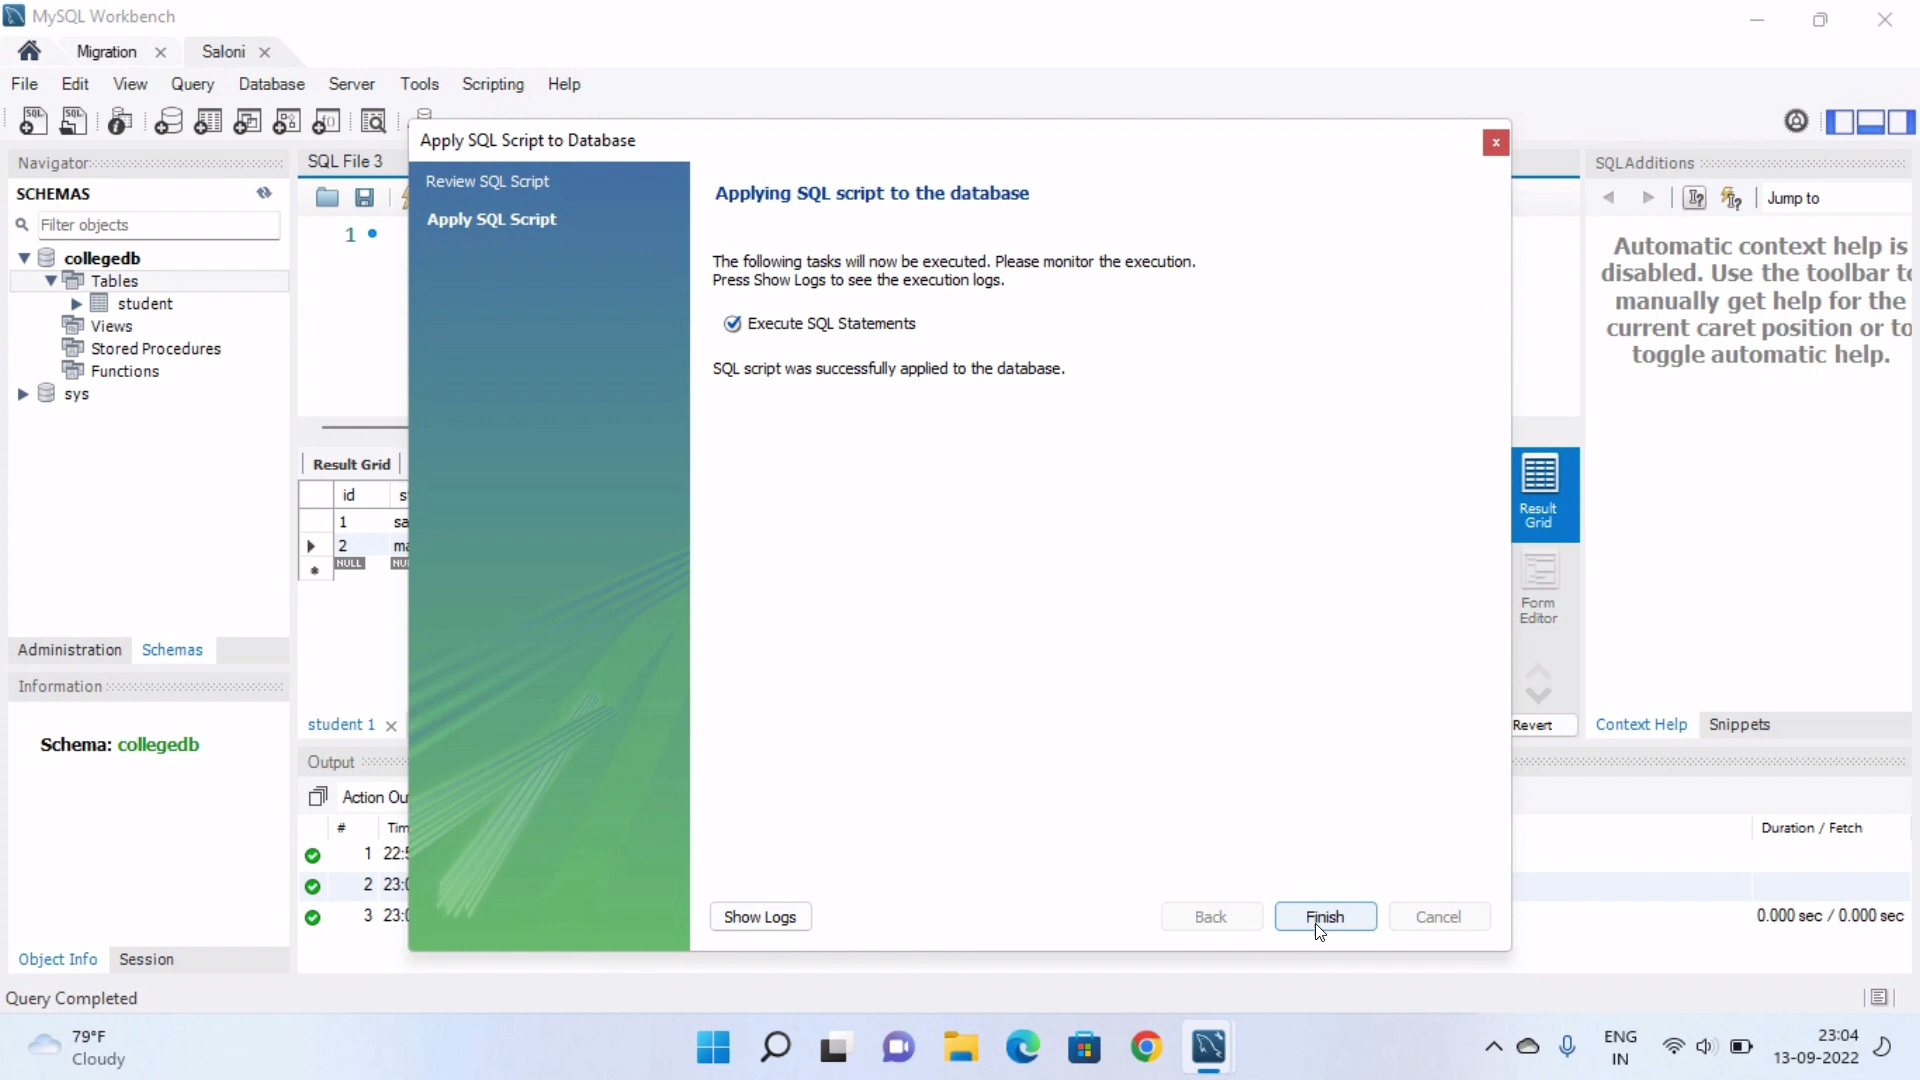 MySQL Workbench
Migration
Saloni
File Edit View Query Database Server Tools Scripting Help
Navigator
SCHEMAS
Filter objects
collegedb
Tables
student
Views
Stored Procedures
Functions
sys
Administration Schemas
Information
Schema: collegedb
Object Info Session
Query Completed
SQL File 3
1
Result Grid
id
1
2
NULL
student 1
Output
#
1
2
3
Apply SQL Script to Database
Review SQL Script
Apply SQL Script
Applying SQL script to the database
The following tasks will now be executed. Please monitor the execution.
Press Show Logs to see the execution logs.
Execute SQL Statements
SQL script was successfully applied to the database.
Show Logs
Back
Finish
Cancel
Result
Grid
Form
Editor
Revert
SQLAdditions
Jump to
Automatic context help is
disabled. Use the toolbar to
manually get help for the
current caret position or to
toggle automatic help.
Context Help Snippets
Duration / Fetch
0.000 sec / 0.000 sec
79°F
Cloudy
ENG
IN
23:04
13-09-2022